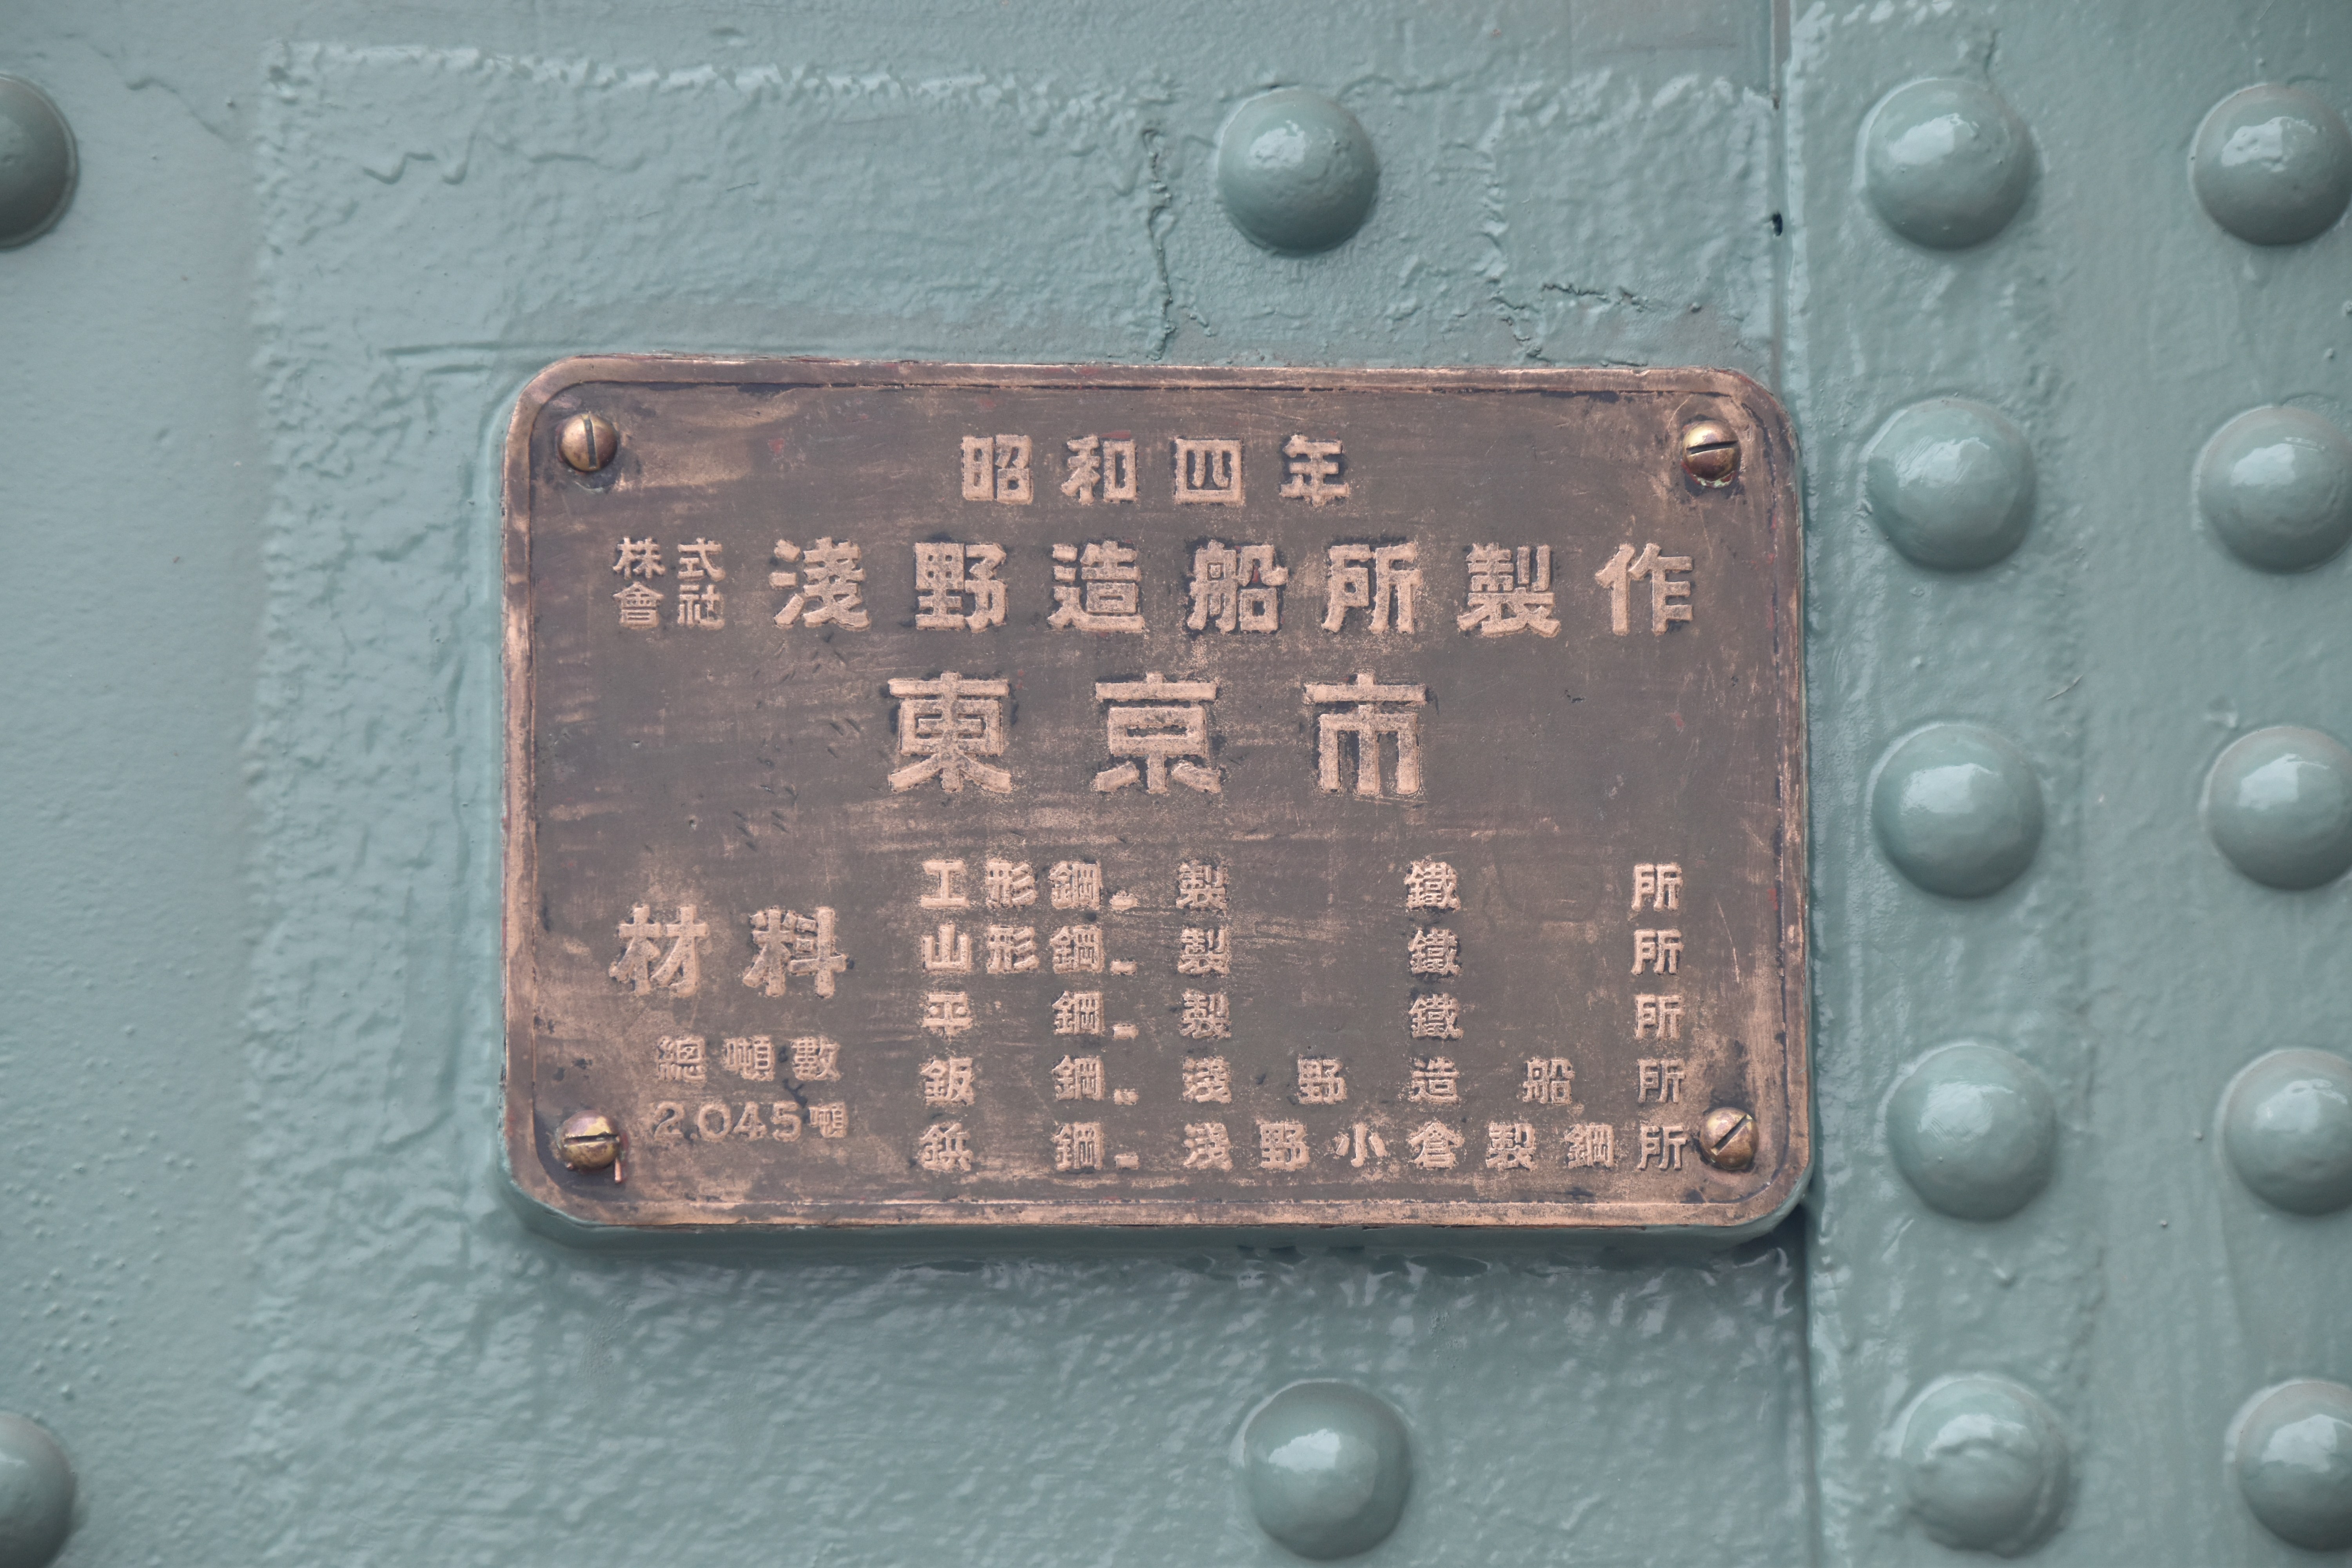 昭和四年
株式會社 淺野造船所製作
東京市
材料
總噸數
2045噸
工形鋼 製鐵所
山形鋼 製鐵所
平鋼 製鐵所
鈑鋼 淺野造船所
鋲鋼 淺野小倉製鋼所